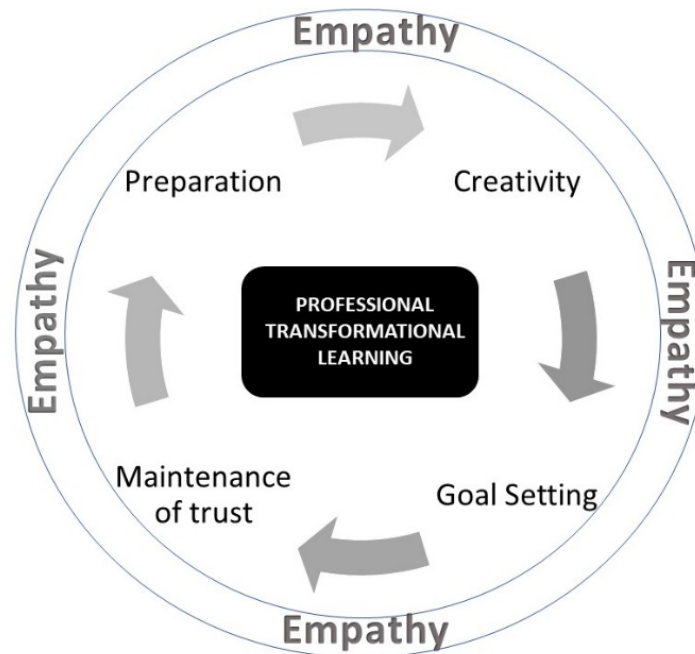 Empathy
Preparation
Creativity
Empathy
PROFESSIONAL
TRANSFORMATIONAL
LEARNING
Empathy
Maintenance
of trust
Goal Setting
Empathy